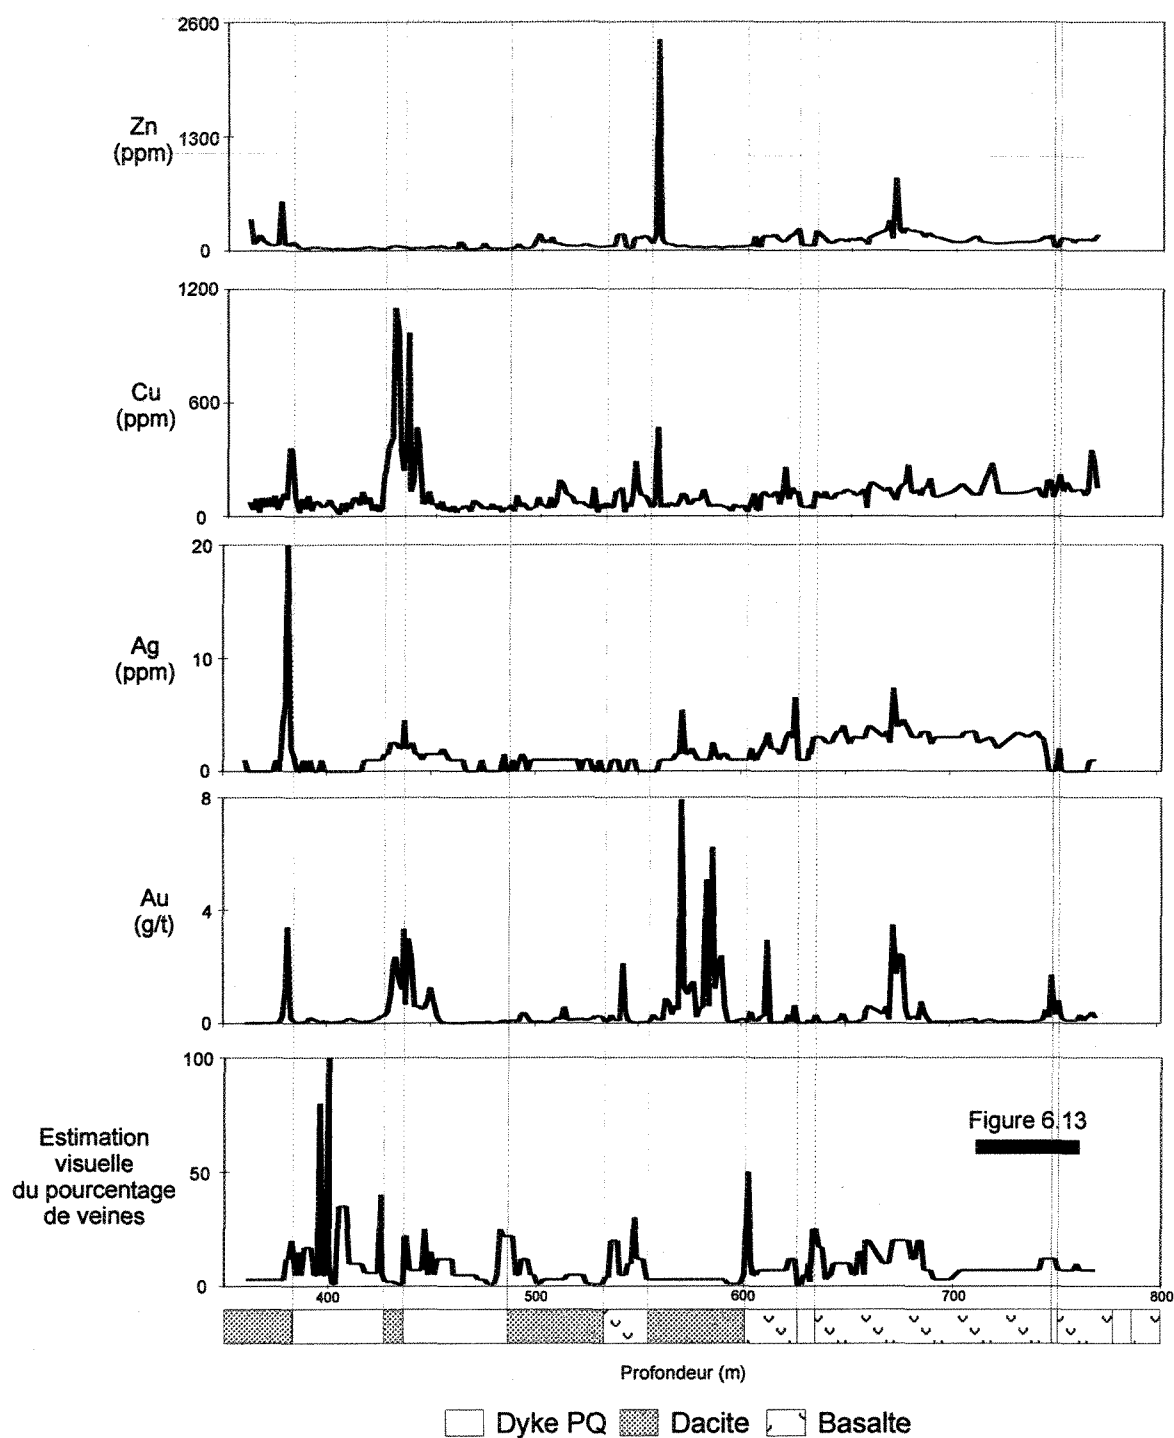 2600
Zn
(ppm)
1300
0
1200
Cu
(ppm)
600
0
20
Ag
(ppm)
10
0
8
Au
(g/t)
4
0
100
Figure 6.13
Estimation
visuelle
du pourcentage
de veines
50
0
400 500 600 700 800
Profondeur (m)
Dyke PQ Dacite Basalte